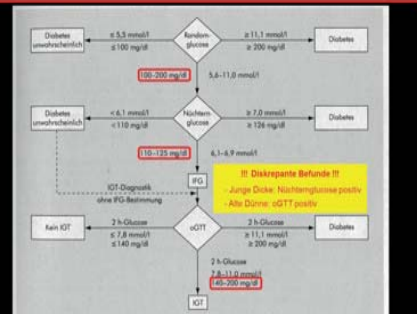 Diabetes
unwahrscheinlich
≤ 5,5 mmol/l
≤100 mg/dl
Random-
glucose
≥ 11,1 mmol/l
≥ 200 mg/dl
Diabetes
100–200 mg/dl
5,6–11,0 mmol/l
Diabetes
unwahrscheinlich
< 6,1 mmol/l
<110 mg/dl
Nüchtern-
glucose
≥ 7,0 mmol/l
≥ 126 mg/dl
Diabetes
110–125 mg/dl
6,1–6,9 mmol/l
IFG
!!! Diskrepante Befunde !!!
- Junge Dicke: Nüchternglucose positiv
- Alte Dünne: oGTT positiv
IGT-Diagnostik
ohne IFG-Bestimmung
Kein IGT
2 h-Glucose
≤ 7,8 mmol/l
≤140 mg/dl
oGTT
2 h-Glucose
≥ 11,1 mmol/l
≥ 200 mg/dl
Diabetes
2 h-Glucose
7,8–11,0 mmol/l
140–200 mg/dl
IGT